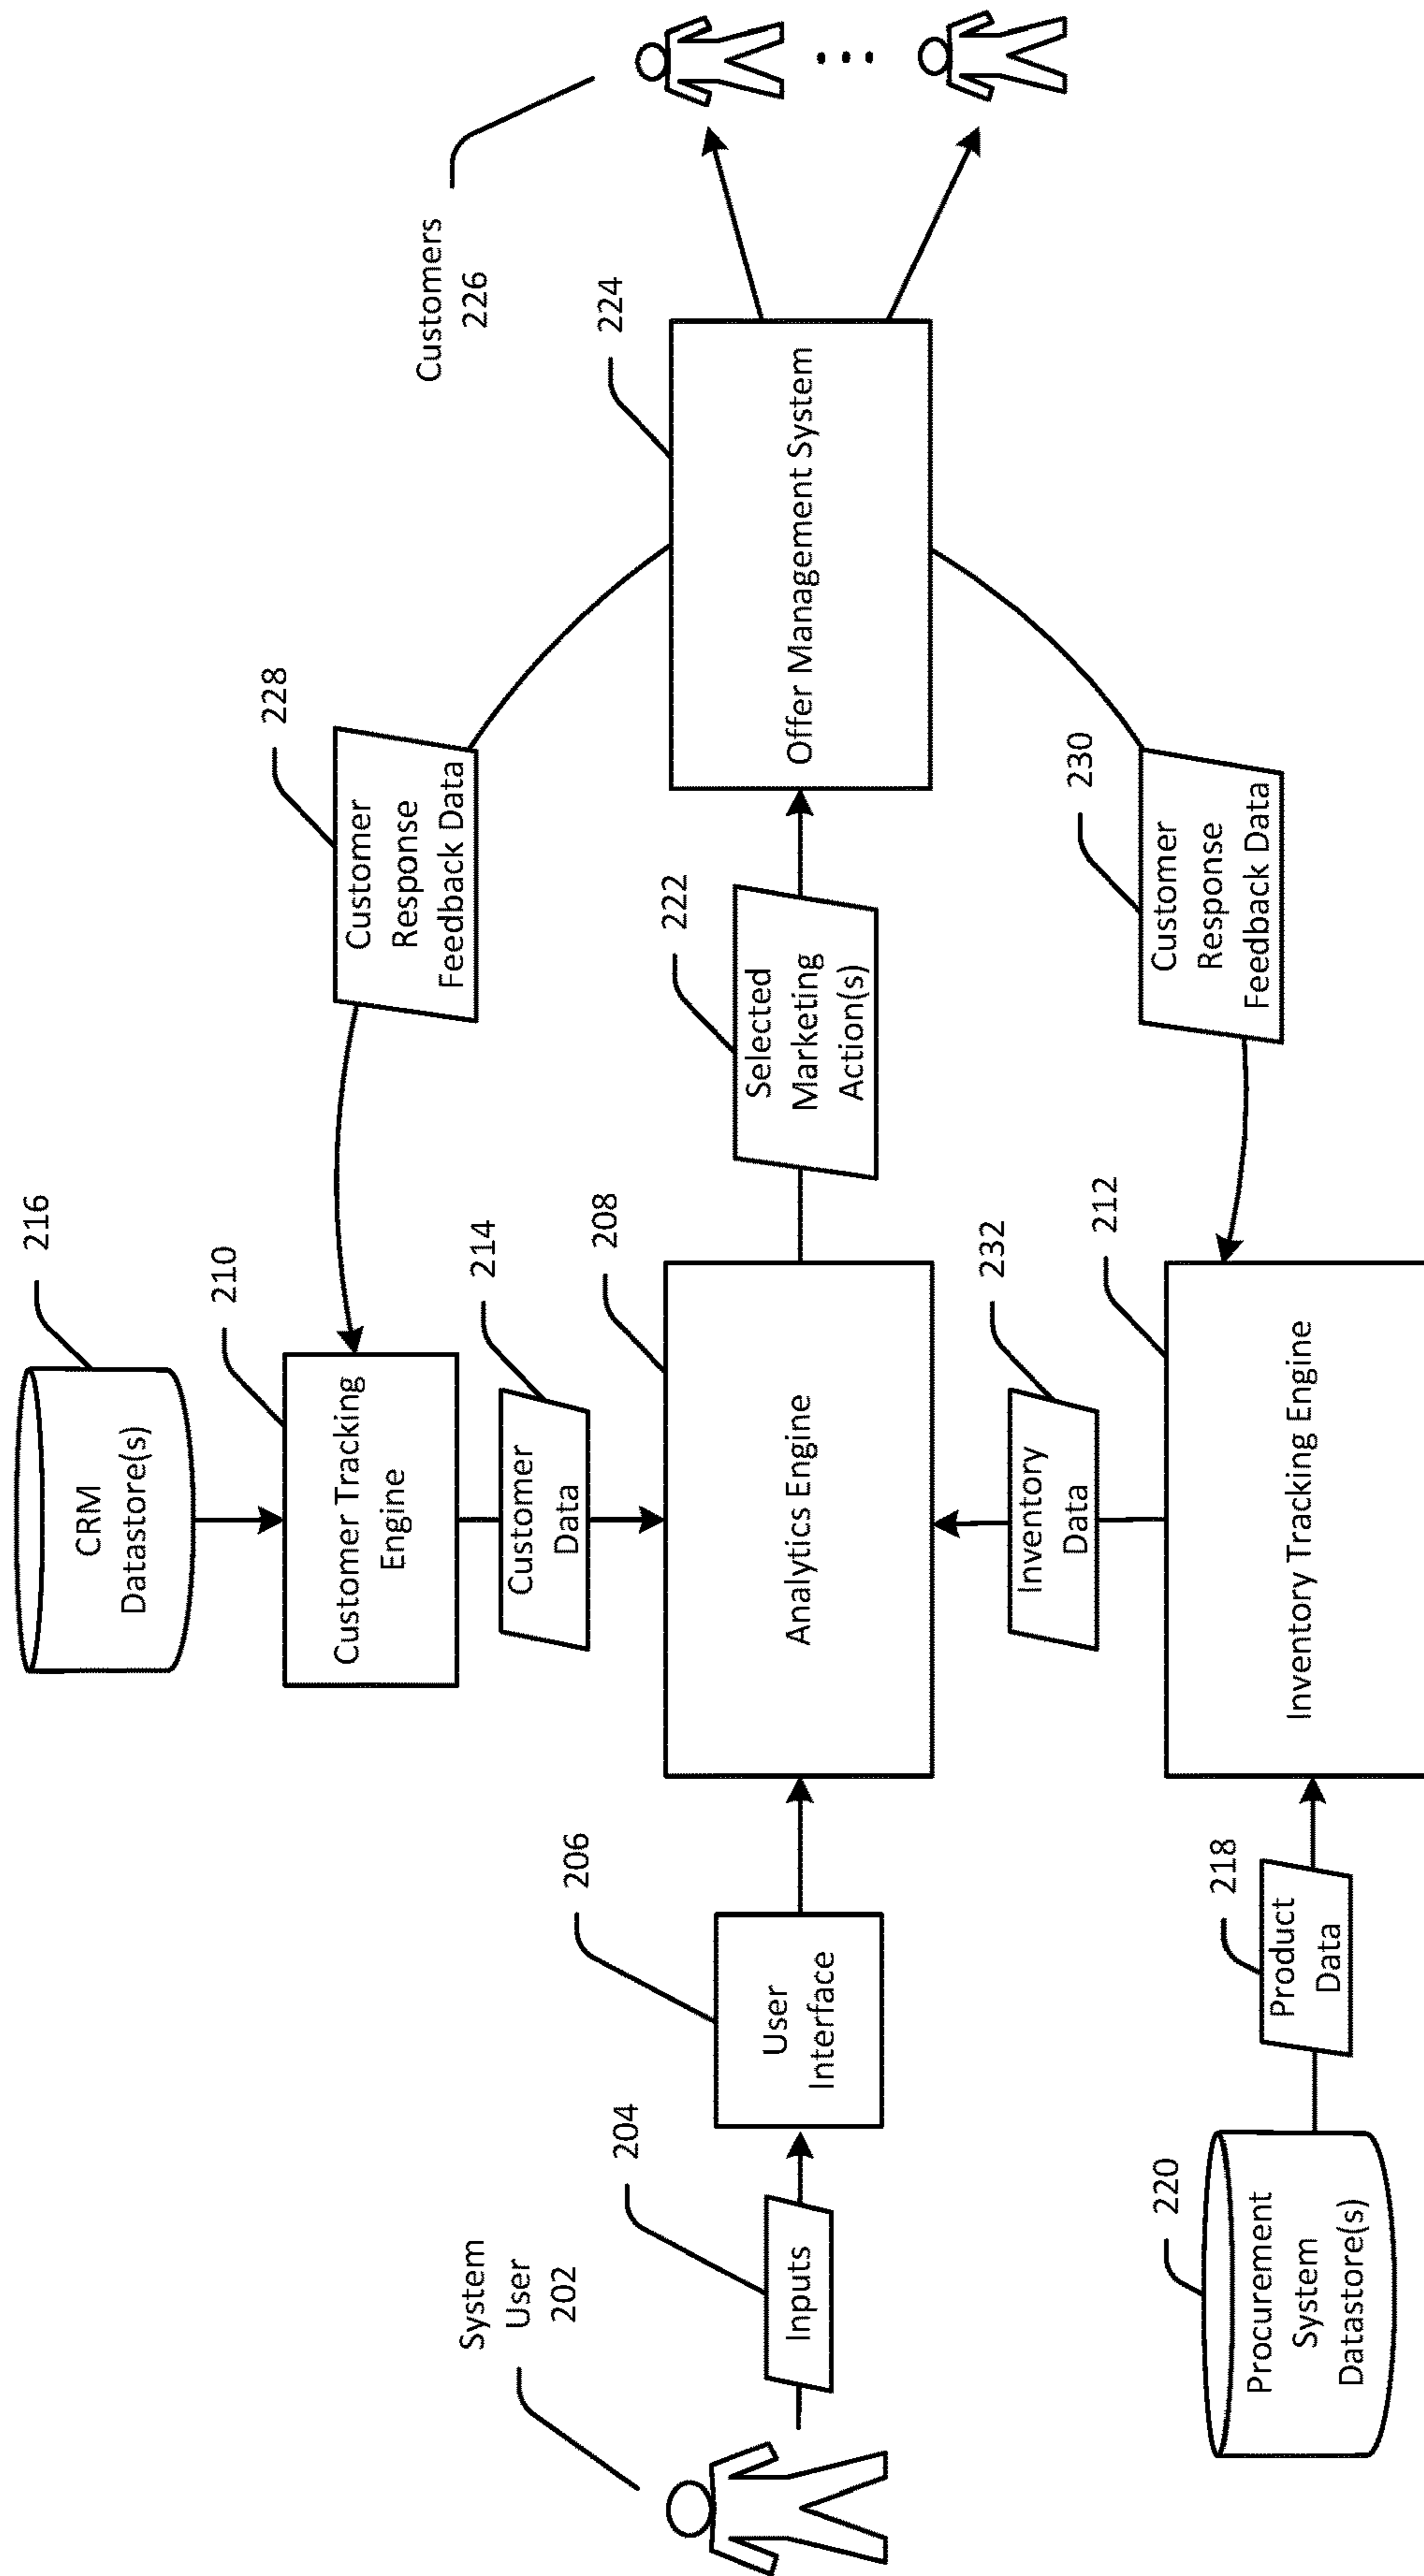 216
CRM
Datastore(s)
210
Customer Tracking
Engine
228
Customer
Response
Feedback Data
Customers
226
214
Customer
Data
System
User
202
204
Inputs
206
User
Interface
208
Analytics Engine
222
Selected
Marketing
Action(s)
224
Offer Management System
232
Inventory
Data
230
Customer
Response
Feedback Data
220
Procurement
System
Datastore(s)
218
Product
Data
212
Inventory Tracking Engine